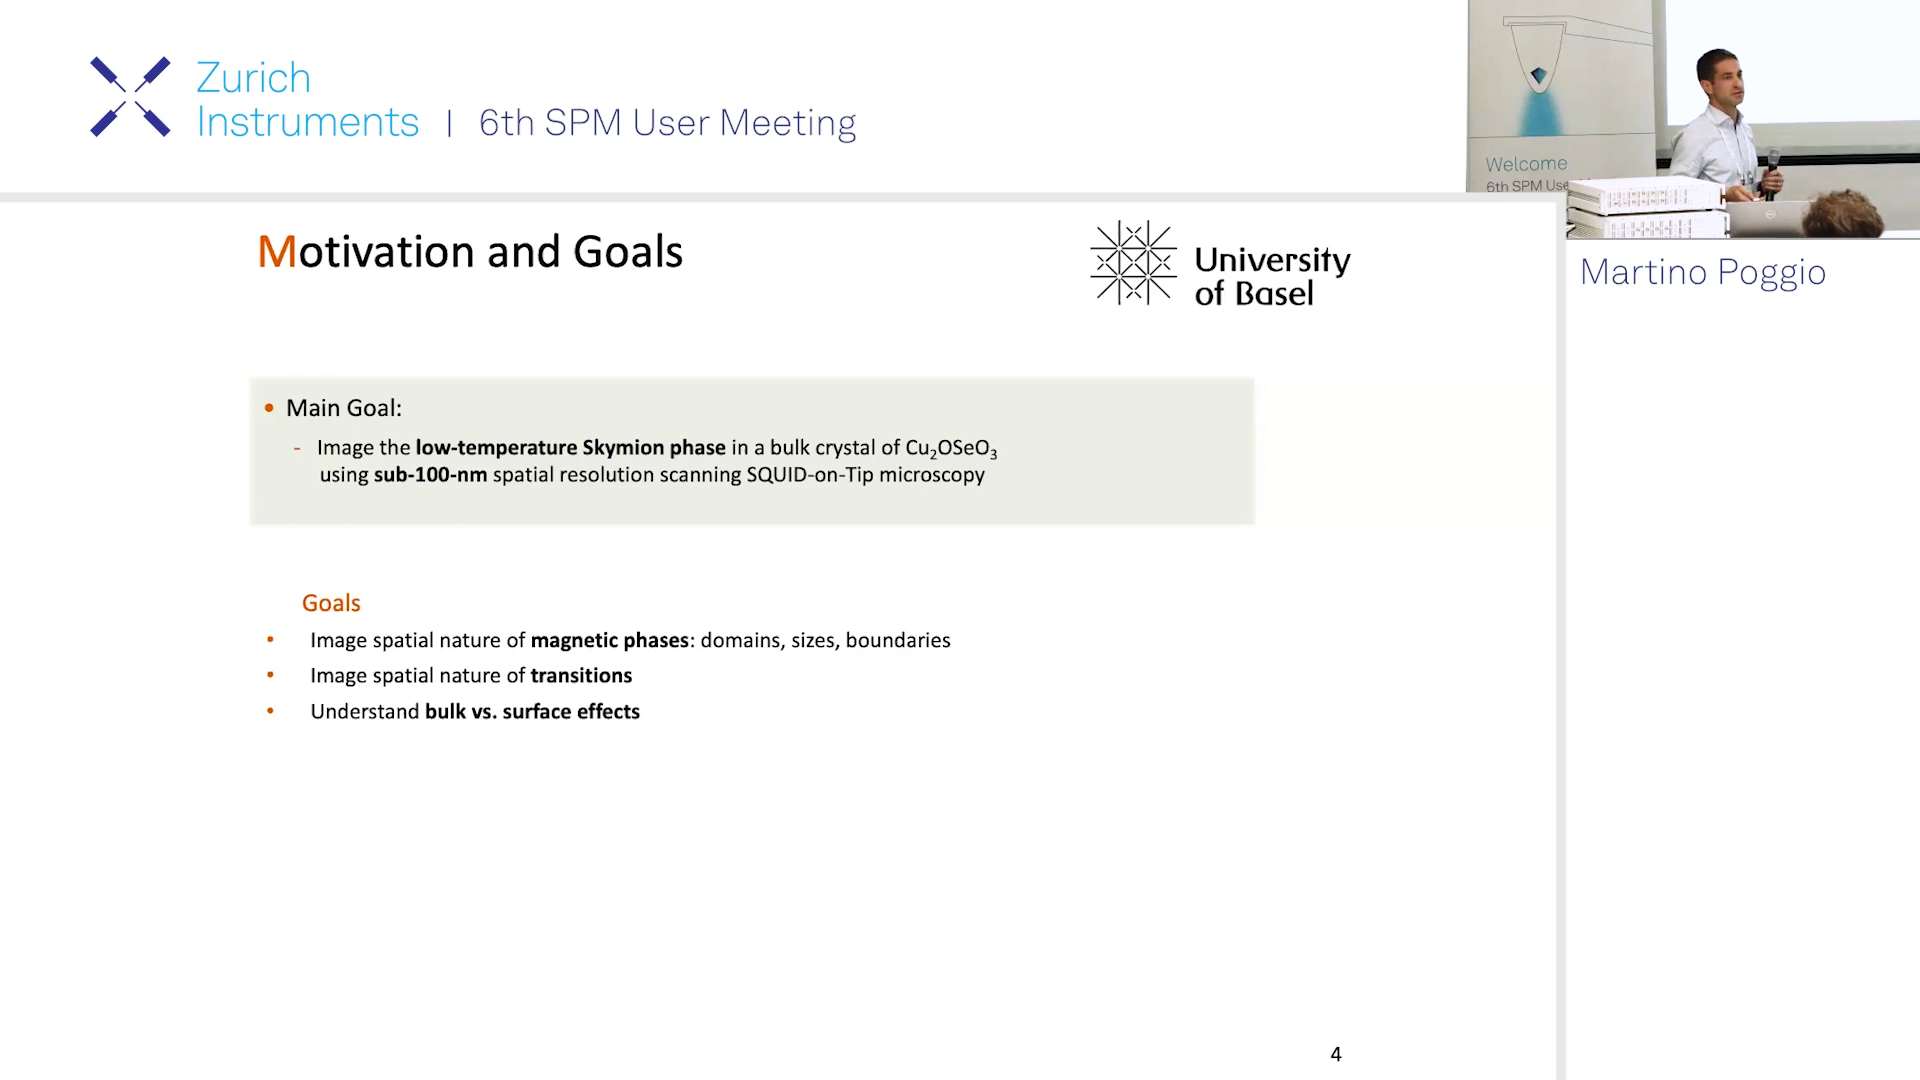 Zurich
Instruments | 6th SPM User Meeting
Welcome
6th SPM Use
Martino Poggio
Motivation and Goals
University
of Basel
• Main Goal:
- Image the low-temperature Skymion phase in a bulk crystal of Cu₂OSeO₃
using sub-100-nm spatial resolution scanning SQUID-on-Tip microscopy
Goals
• Image spatial nature of magnetic phases: domains, sizes, boundaries
• Image spatial nature of transitions
• Understand bulk vs. surface effects
4